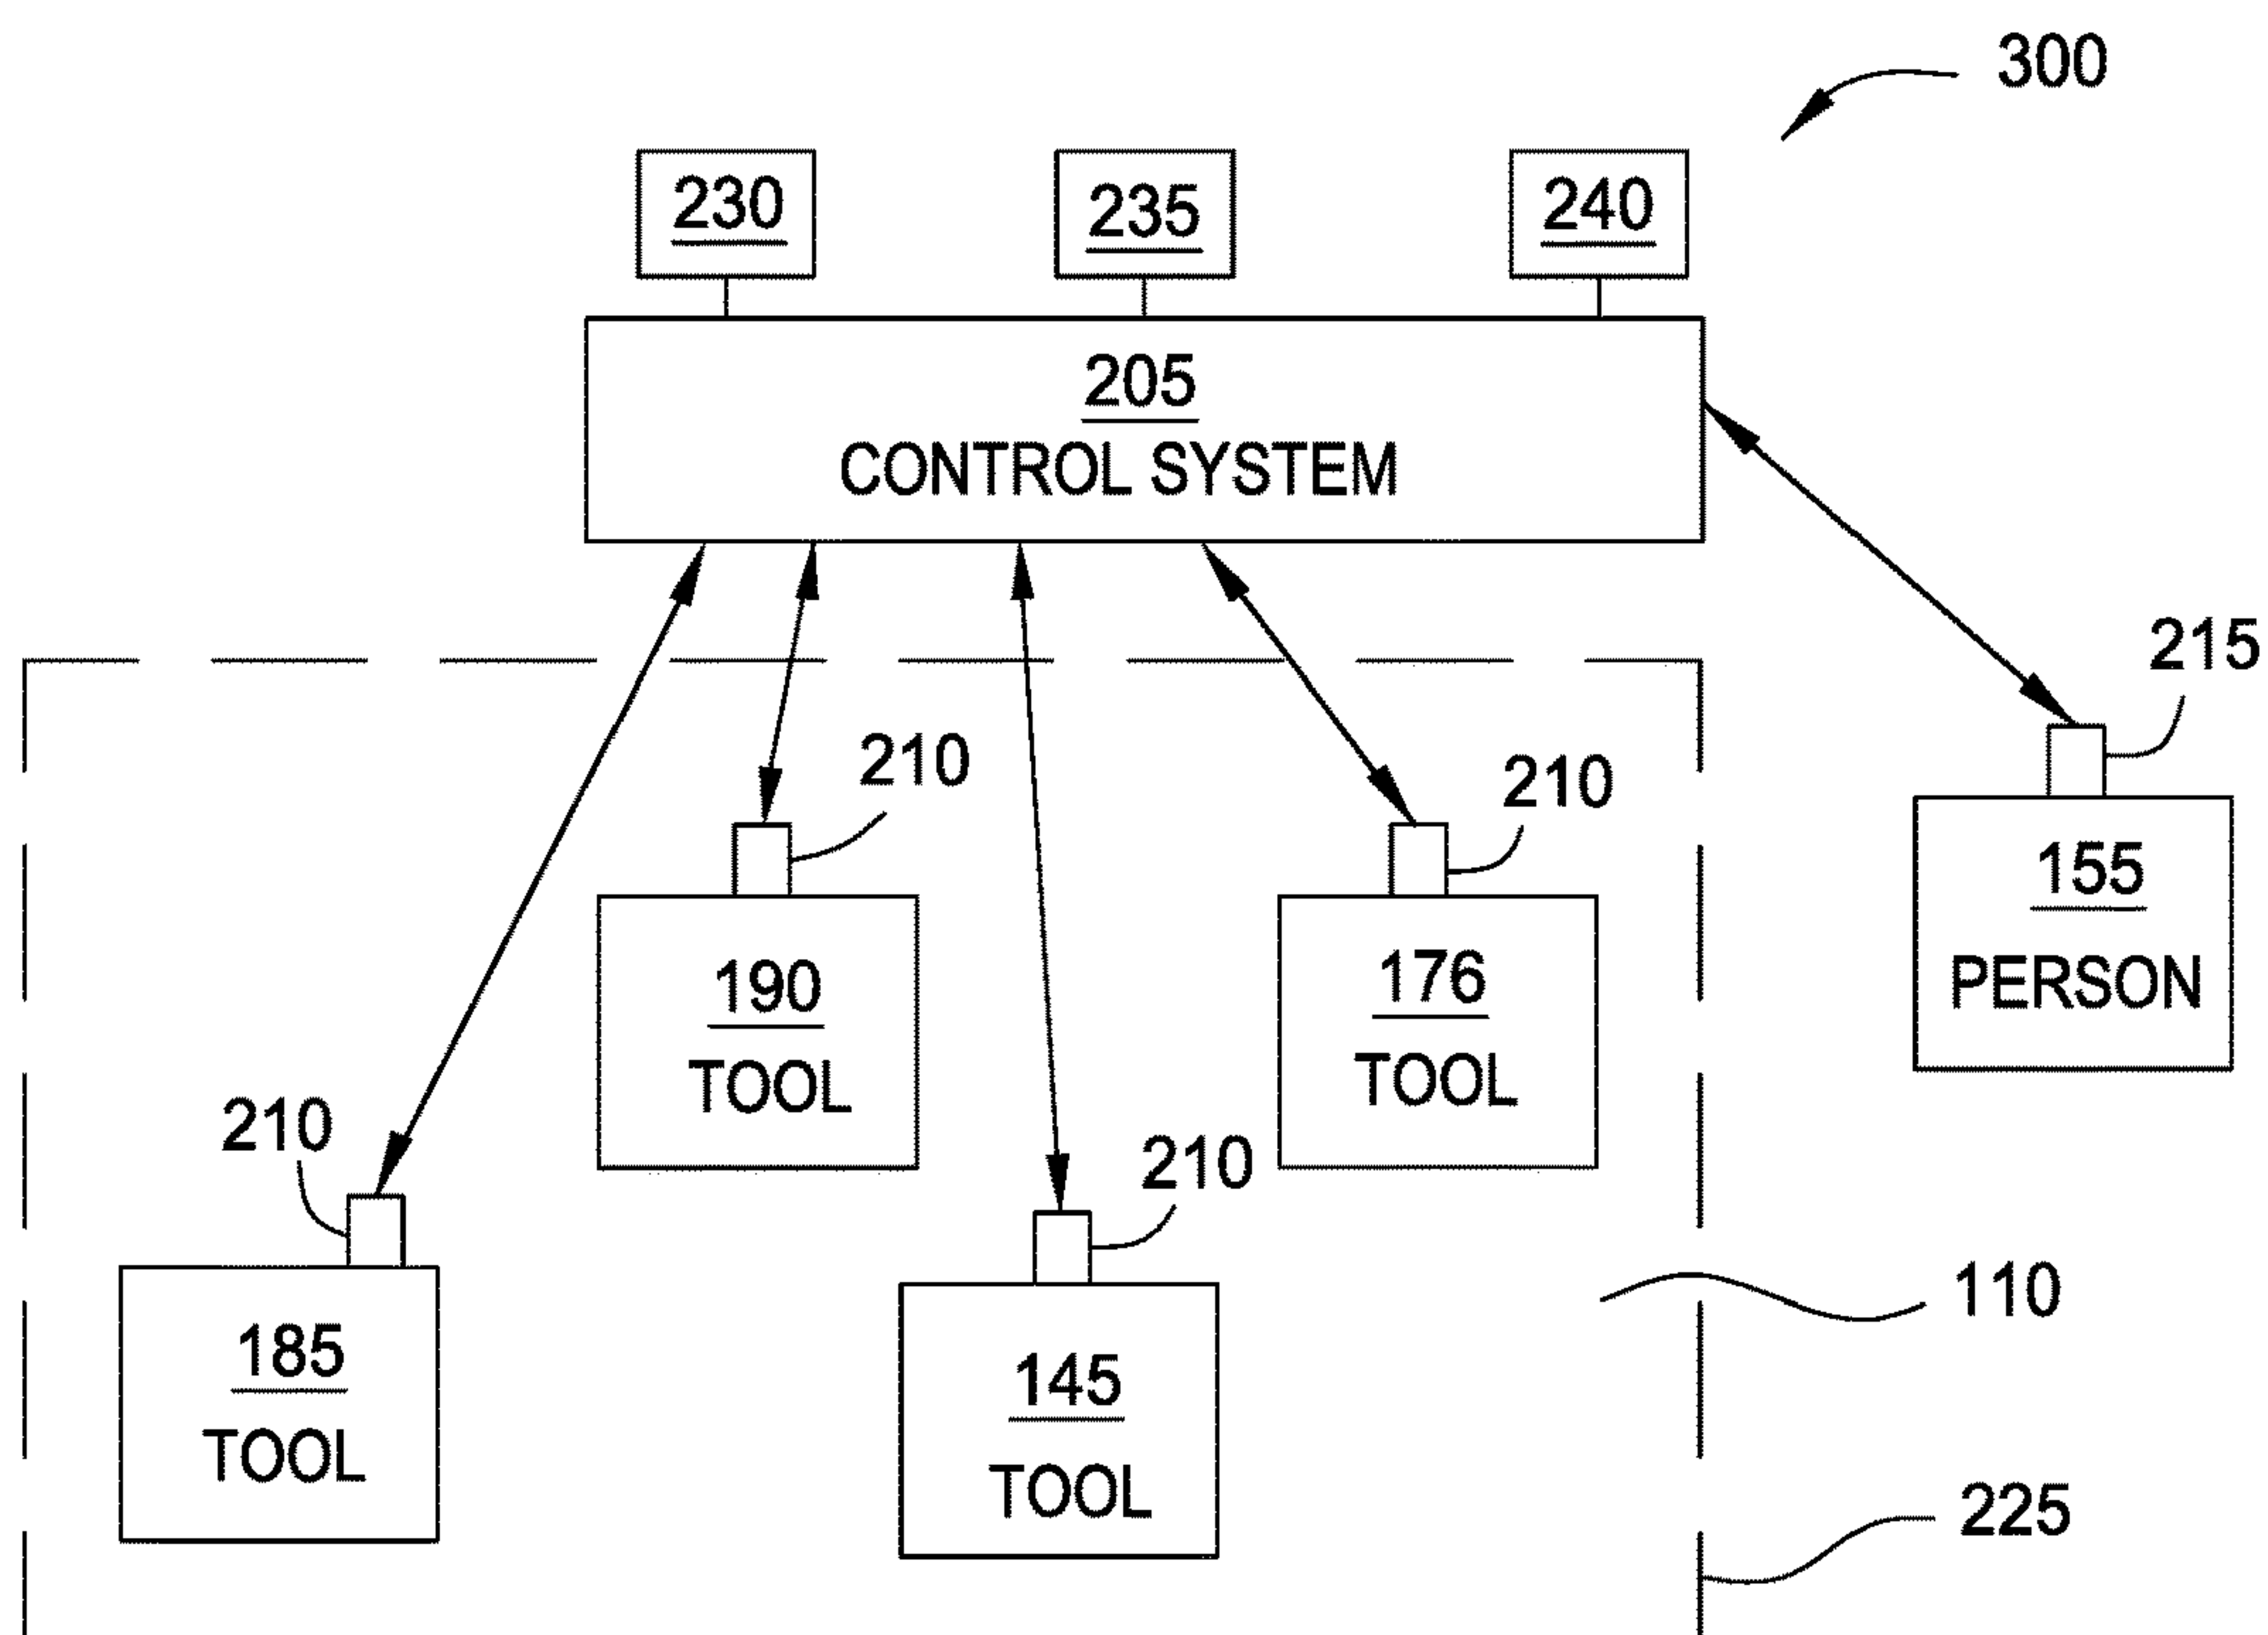 300
230
235
240
205
CONTROL SYSTEM
215
210
210
155
PERSON
190
TOOL
176
TOOL
210
210
185
TOOL
145
TOOL
110
225